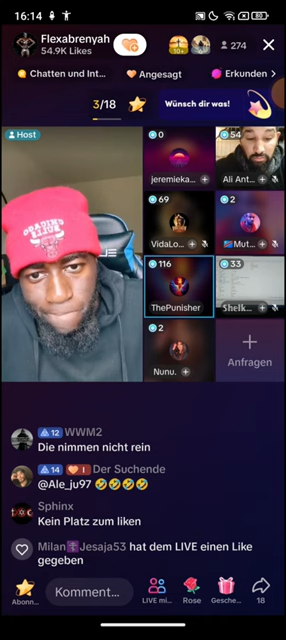 16:14
80
Flexabrenyah
54.9K Likes
10+
274
Chatten und Int...
Angesagt
Erkunden
3/18
Wünsch dir was!
Host
0
jeremieka...
54
Ali Ant...
69
VidaLo...
2
Mut...
116
ThePunisher
33
Shelk...
2
Nunu.
Anfragen
12 WWM2
Die nimmen nicht rein
14 I Der Suchende
@Ale_ju97 🤣🤣🤣🤣
Sphinx
Kein Platz zum liken
Milan Jesaja53 hat dem LIVE einen Like
gegeben
Abonn...
Komment...
LIVE mi...
Rose
Gesche...
18